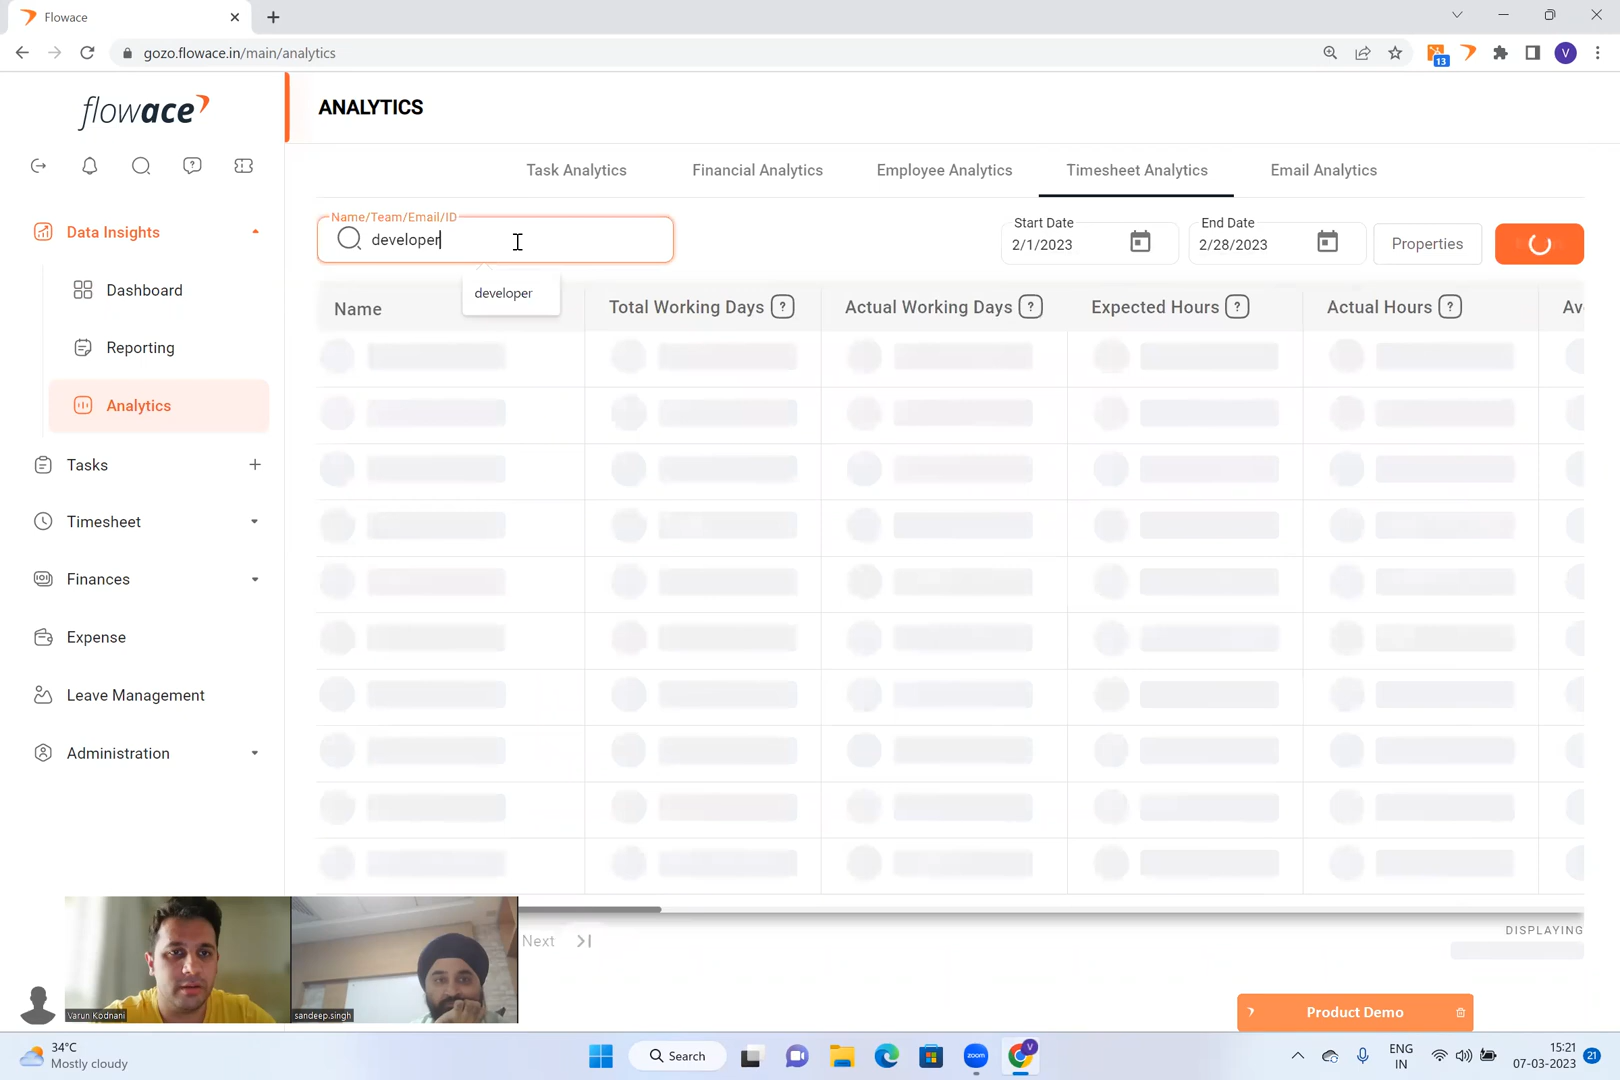 Flowace
gozo.flowace.in/main/analytics
13
V
flowace
ANALYTICS
Task Analytics
Financial Analytics
Employee Analytics
Timesheet Analytics
Email Analytics
Data Insights
Dashboard
Reporting
Analytics
Tasks
Timesheet
Finances
Expense
Leave Management
Administration
Name/Team/Email/ID
developer
developer
Start Date
2/1/2023
End Date
2/28/2023
Properties
Name
Total Working Days ?
Actual Working Days ?
Expected Hours ?
Actual Hours ?
Av
Next
DISPLAYING
Varun Kodnani
sandeep.singh
Product Demo
34°C
Mostly cloudy
Search
zoom
V
ENG
IN
15:21
07-03-2023
21